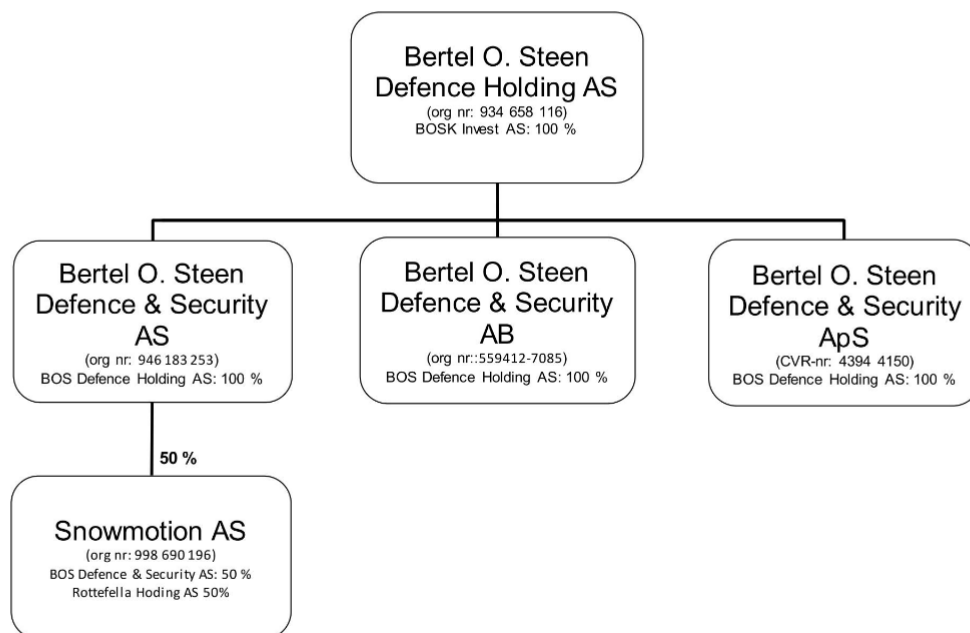 Bertel O. Steen
Defence Holding AS
(org nr: 934 658 116)
BOSK Invest AS: 100 %
Bertel O. Steen
Defence & Security
AS
(org nr: 946 183 253)
BOS Defence Holding AS: 100 %
Bertel O. Steen
Defence & Security
AB
(org nr::559412-7085)
BOS Defence Holding AS: 100 %
Bertel O. Steen
Defence & Security
ApS
(CVR-nr: 4394 4150)
BOS Defence Holding AS: 100 %
50 %
Snowmotion AS
(org nr: 998 690 196)
BOS Defence & Security AS: 50 %
Rottefella Hoding AS 50%